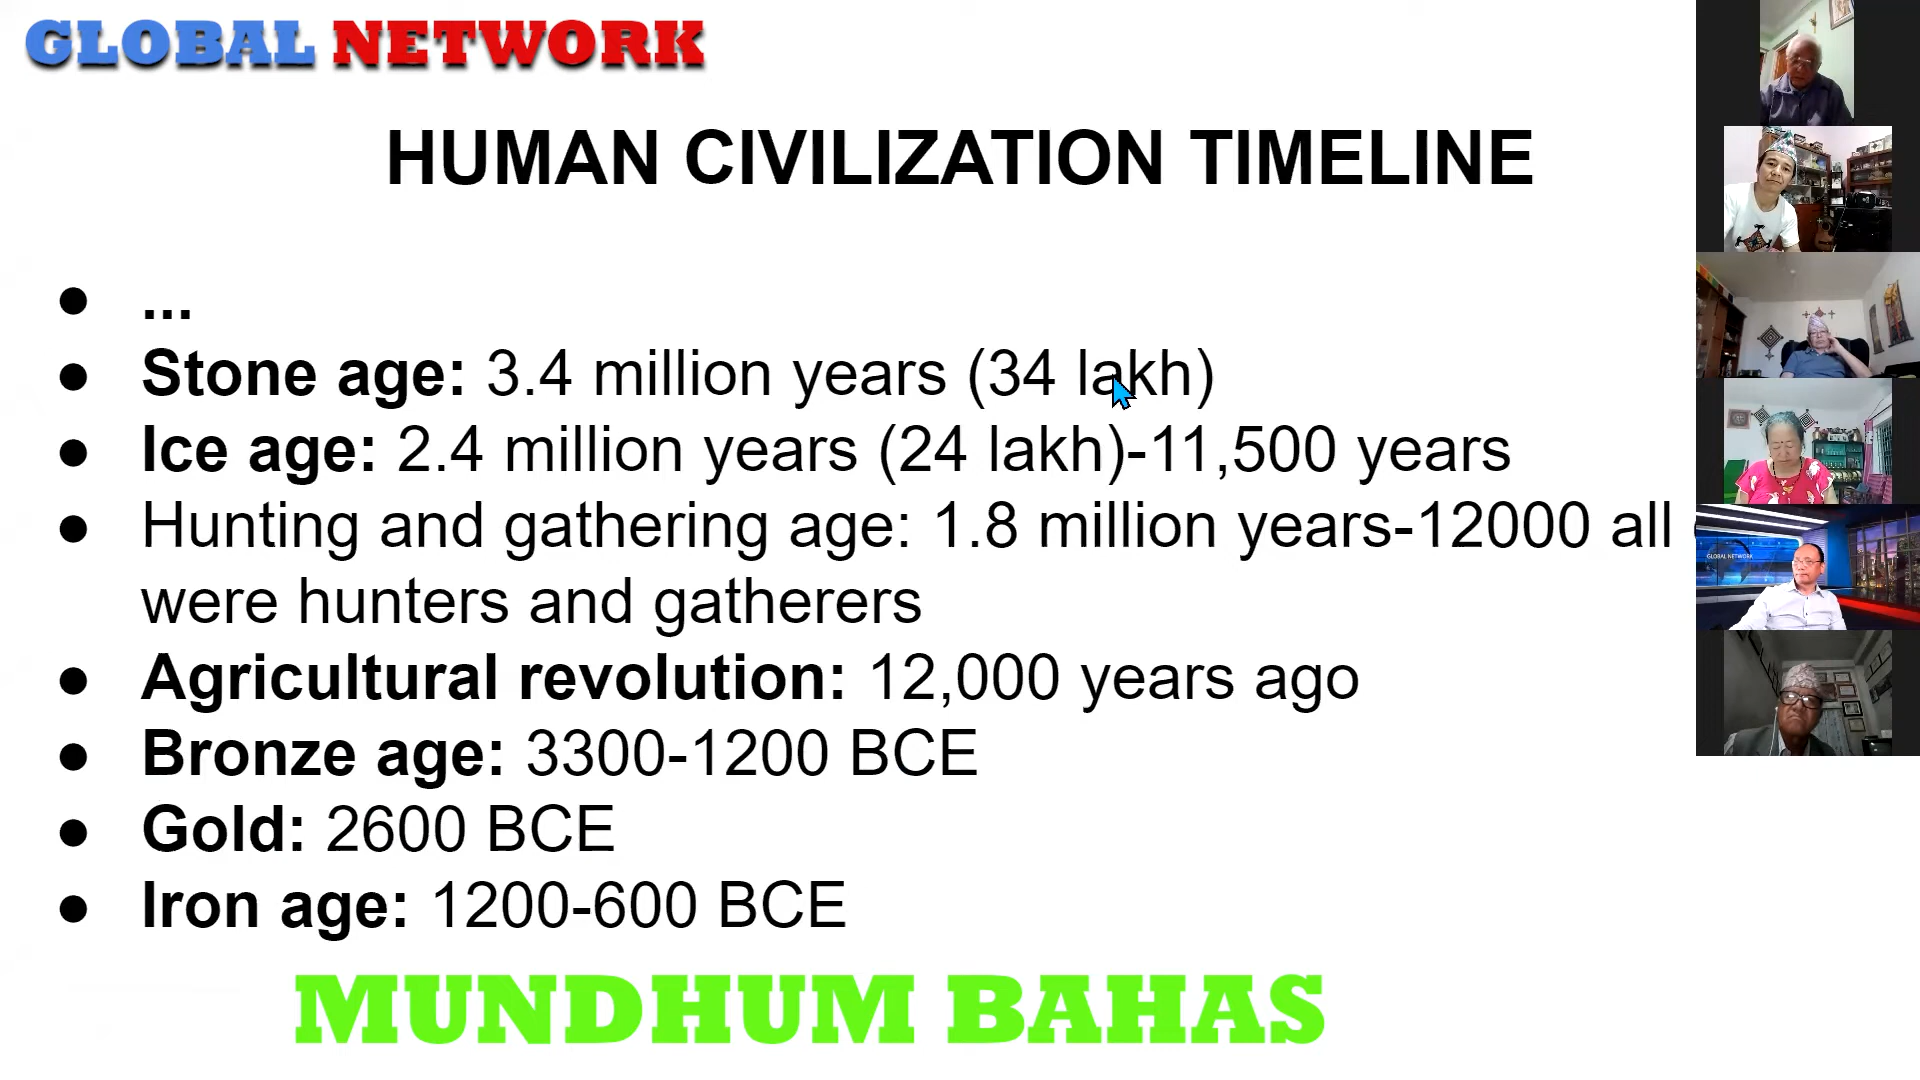 GLOBAL NETWORK
HUMAN CIVILIZATION TIMELINE
...
Stone age: 3.4 million years (34 lakh)
Ice age: 2.4 million years (24 lakh)-11,500 years
Hunting and gathering age: 1.8 million years-12000 all
were hunters and gatherers
Agricultural revolution: 12,000 years ago
Bronze age: 3300-1200 BCE
Gold: 2600 BCE
Iron age: 1200-600 BCE
MUNDHUM BAHAS
GLOBAL NETWORK